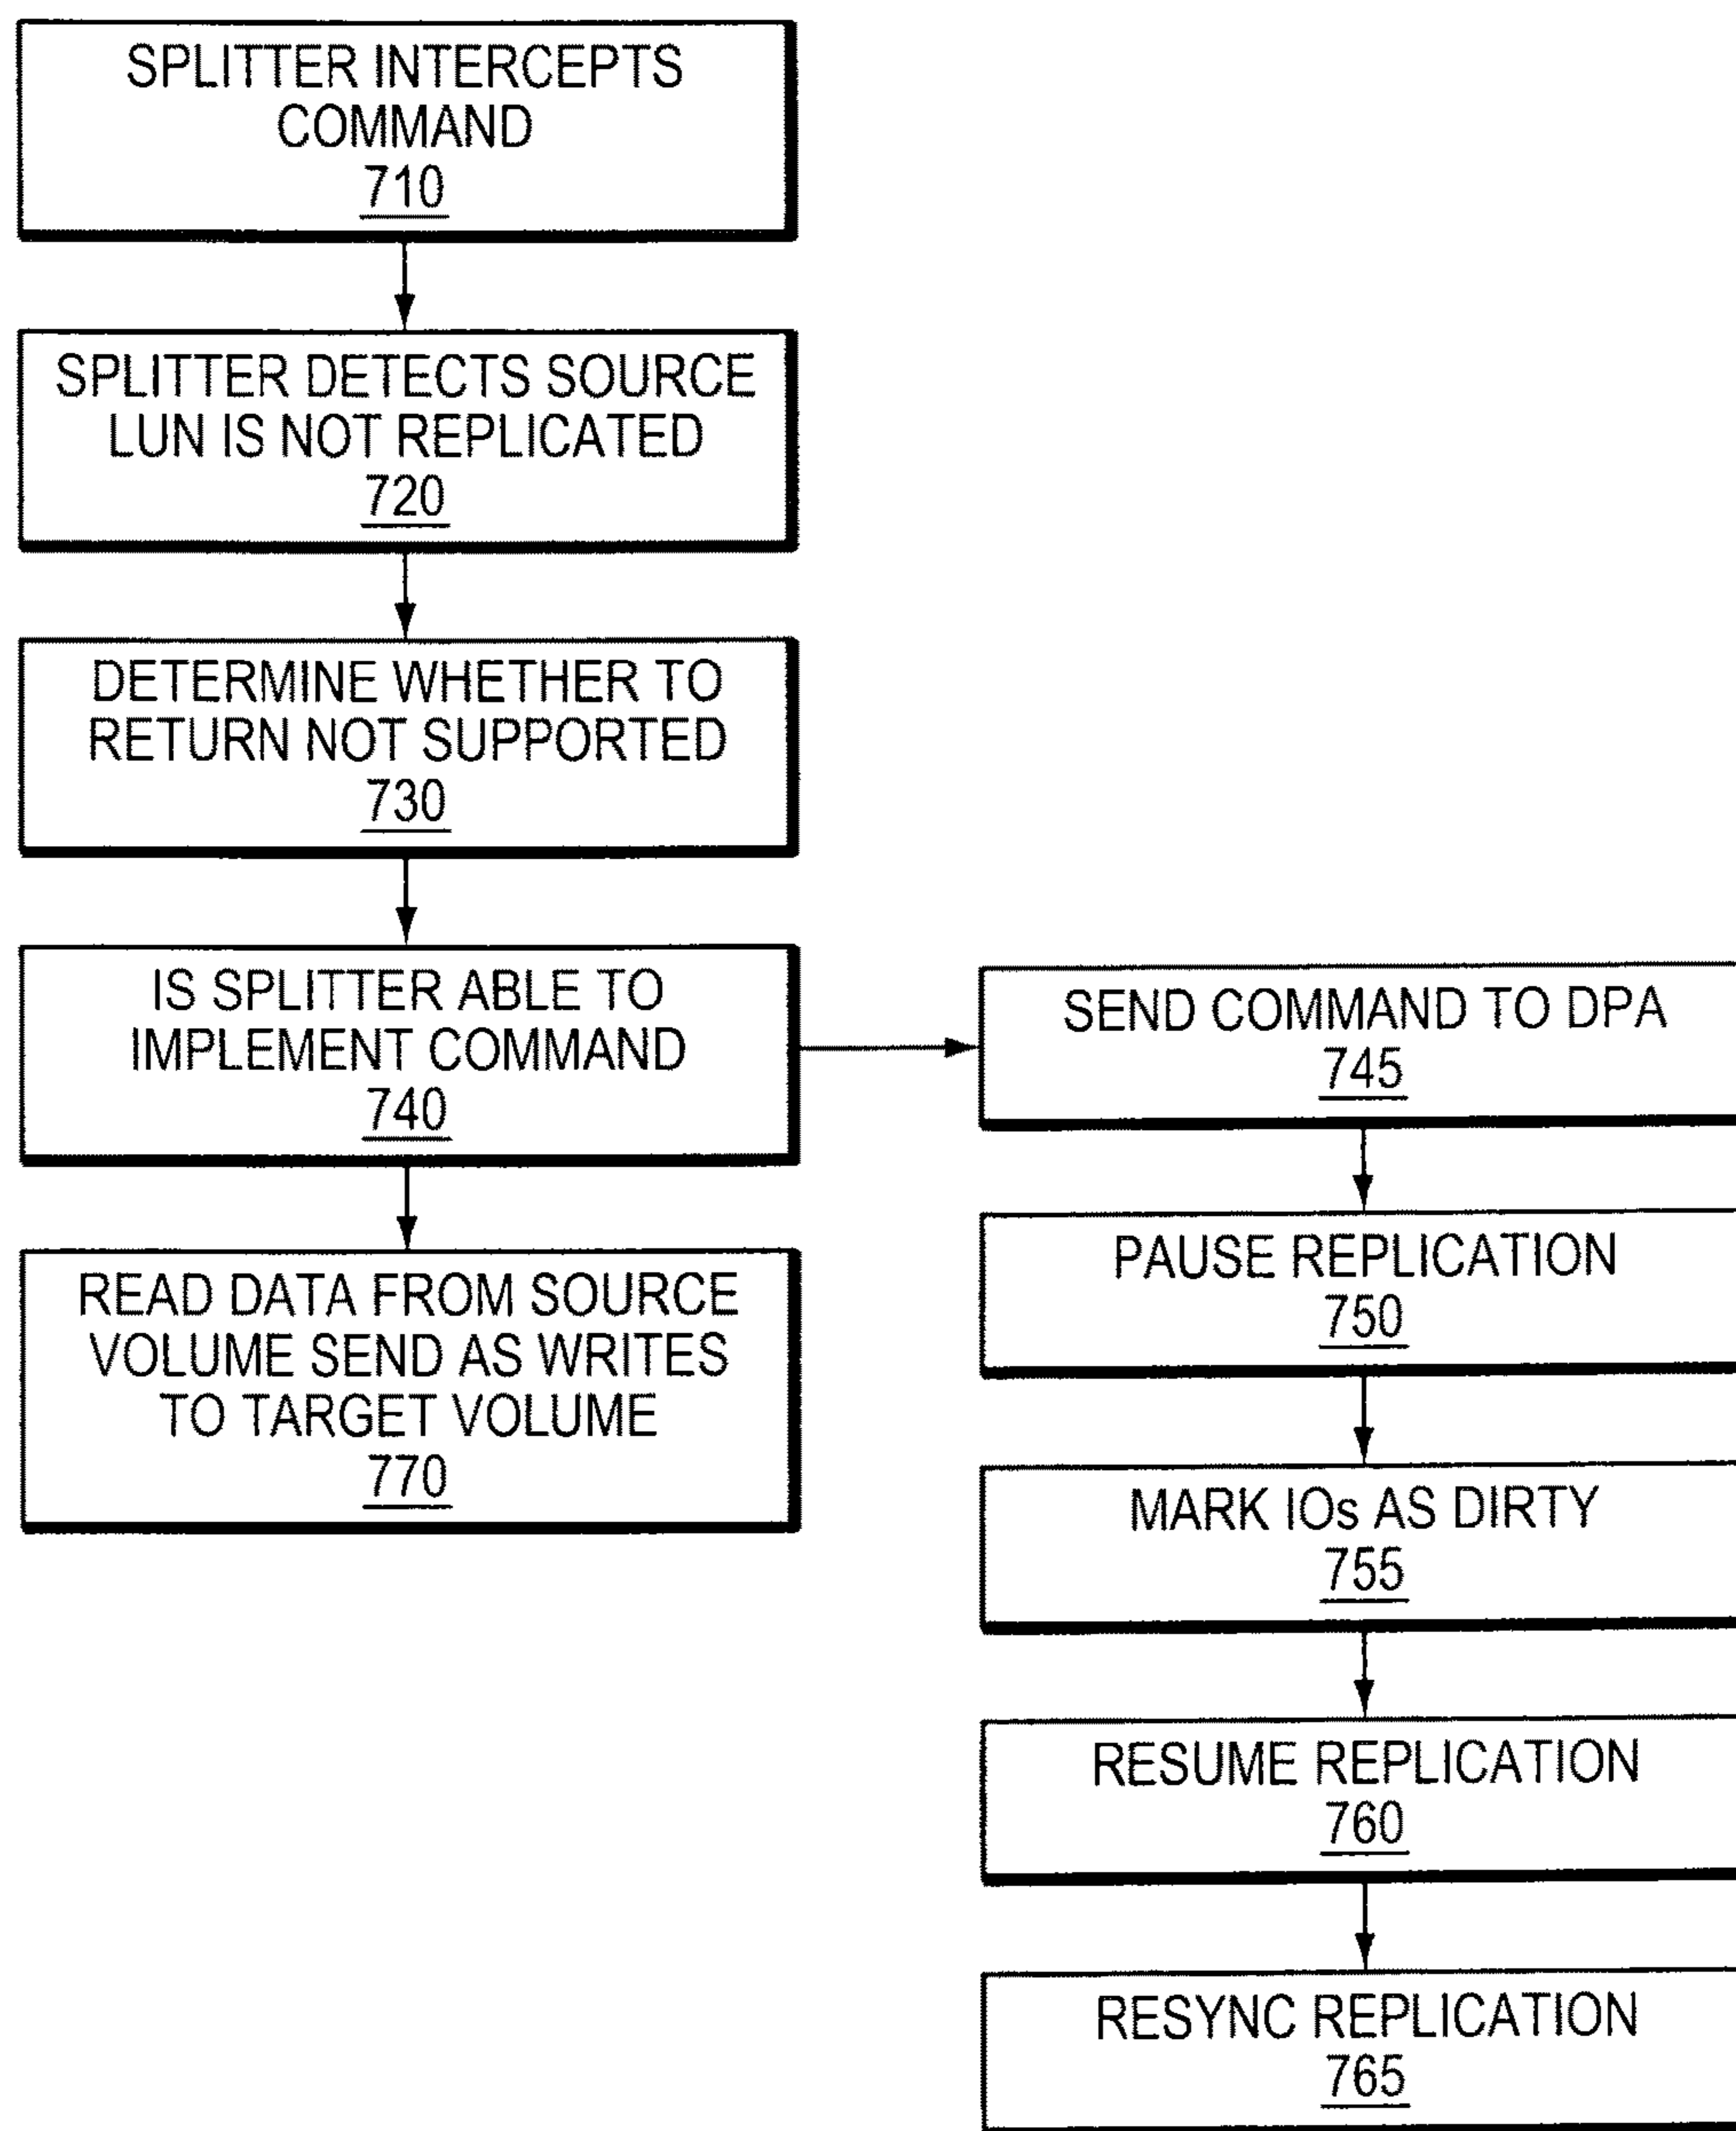 SPLITTER INTERCEPTS
COMMAND
710
SPLITTER DETECTS SOURCE
LUN IS NOT REPLICATED
720
DETERMINE WHETHER TO
RETURN NOT SUPPORTED
730
IS SPLITTER ABLE TO
IMPLEMENT COMMAND
740
READ DATA FROM SOURCE
VOLUME SEND AS WRITES
TO TARGET VOLUME
770
SEND COMMAND TO DPA
745
PAUSE REPLICATION
750
MARK IOs AS DIRTY
755
RESUME REPLICATION
760
RESYNC REPLICATION
765